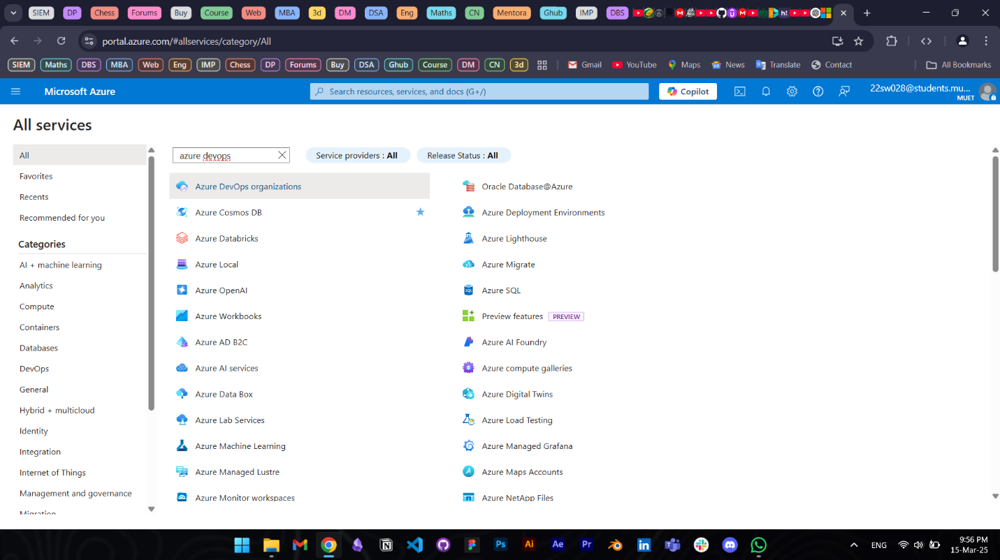 SIEM DP Chess Forums Buy Course Web MBA 3d DM DSA Eng Maths CN Mentora Ghub IMP DBS
portal.azure.com/#allservices/category/All
SIEM Maths DBS MBA Web Eng IMP Chess DP Forums Buy DSA Ghub Course DM CN 3d Gmail YouTube Maps News Translate Contact All Bookmarks
Microsoft Azure
Search resources, services, and docs (G+/)
Copilot
22sw028@students.mu...
MUET
All services
All
Favorites
Recents
Recommended for you
Categories
AI + machine learning
Analytics
Compute
Containers
Databases
DevOps
General
Hybrid + multicloud
Identity
Integration
Internet of Things
Management and governance
Migration
azure devops
Service providers : All
Release Status : All
Azure DevOps organizations
Azure Cosmos DB
Azure Databricks
Azure Local
Azure OpenAI
Azure Workbooks
Azure AD B2C
Azure AI services
Azure Data Box
Azure Lab Services
Azure Machine Learning
Azure Managed Lustre
Azure Monitor workspaces
Oracle Database@Azure
Azure Deployment Environments
Azure Lighthouse
Azure Migrate
Azure SQL
Preview features PREVIEW
Azure AI Foundry
Azure compute galleries
Azure Digital Twins
Azure Load Testing
Azure Managed Grafana
Azure Maps Accounts
Azure NetApp Files
Ps Ai Ae Pr in
ENG
9:56 PM
15-Mar-25